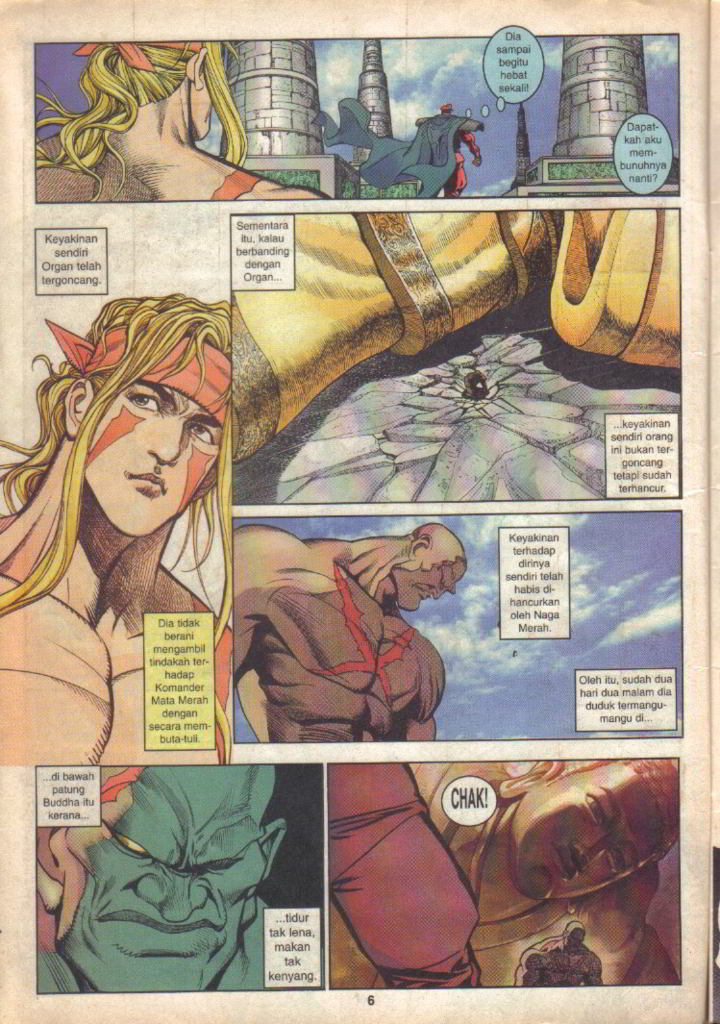 Dia
sampai
begitu
hebat
sekali!
Dapat-
kah aku
mem-
bunuhnya
nanti?
Keyakinan
sendiri
Organ telah
tergoncang.
Sementara
itu, kalau
berbanding
dengan
Organ...
...keyakinan
sendiri orang
ini bukan ter-
goncang
tetapi sudah
terhancur.
Dia tidak
berani
mengambil
tindakah ter-
hadap
Komander
Mata Merah
dengan
secara mem-
buta-tuli.
Keyakinan
terhadap
dirinya
sendiri telah
habis di-
hancurkan
oleh Naga
Merah.
Oleh itu, sudah dua
hari dua malam dia
duduk termangu-
mangu di...
...di bawah
patung
Buddha itu
kerana...
...tidur
tak lena,
makan
tak
kenyang.
CHAK!
6